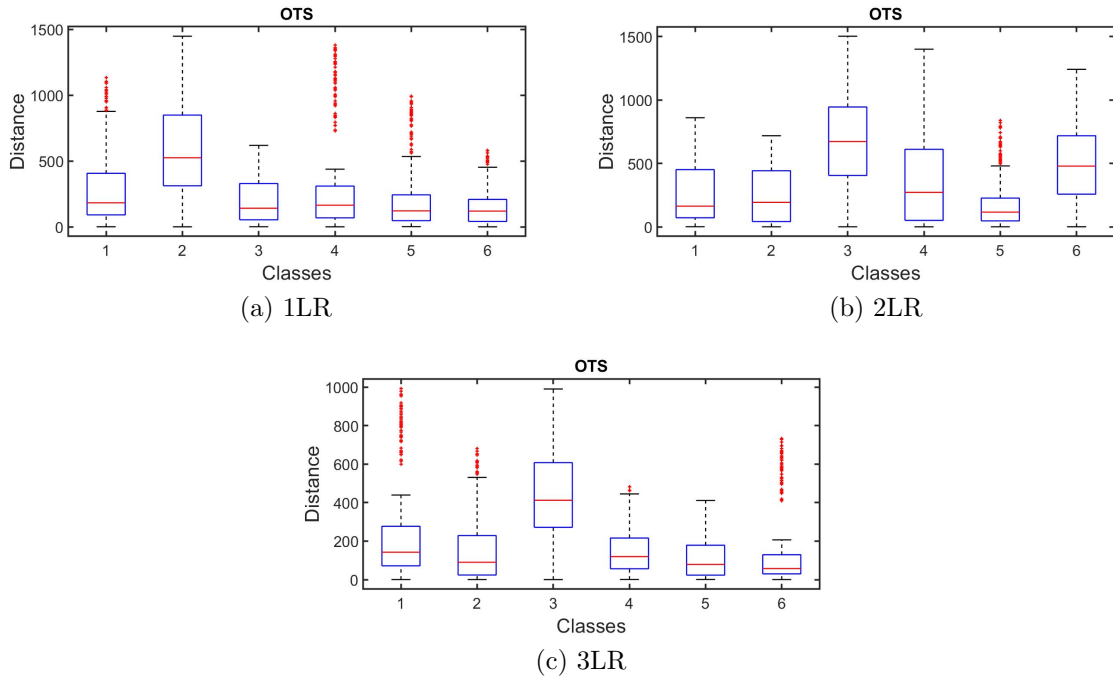 OTS
1500
1000
500
0
Distance
1 2 3 4 5 6
Classes
(a) 1LR
OTS
1500
1000
500
0
Distance
1 2 3 4 5 6
Classes
(b) 2LR
OTS
1000
800
600
400
200
0
Distance
1 2 3 4 5 6
Classes
(c) 3LR